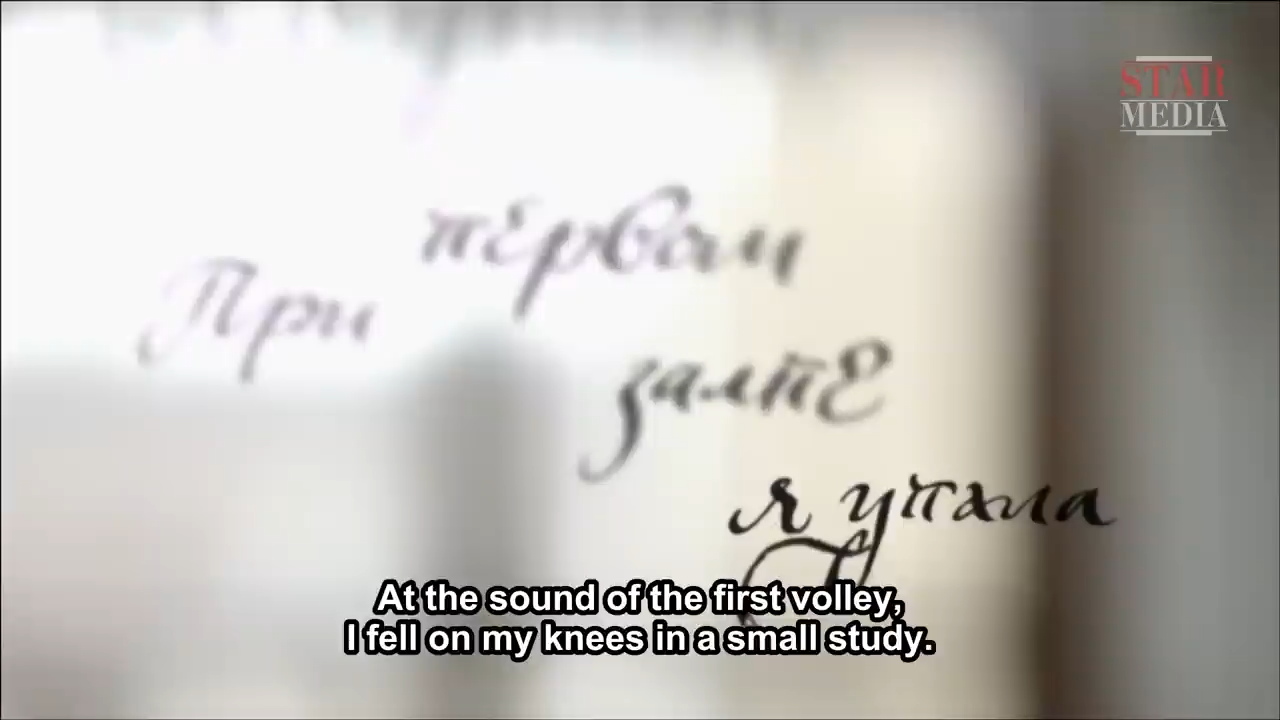 STAR
MEDIA
При
первом
залпе
я упала
At the sound of the first volley,
I fell on my knees in a small study.